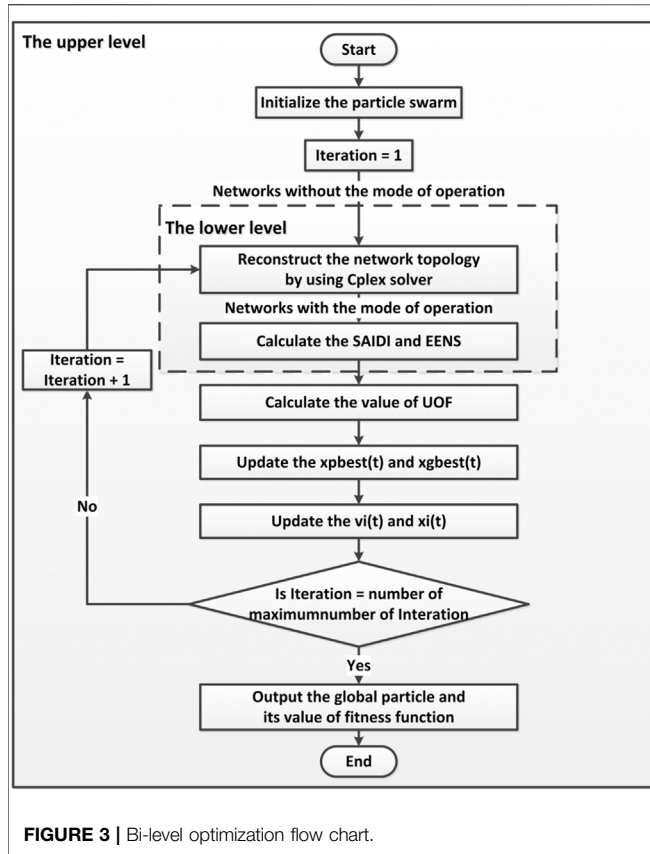 The upper level
Start
Initialize the particle swarm
Iteration = 1
Networks without the mode of operation
The lower level
Reconstruct the network topology
by using Cplex solver
Networks with the mode of operation
Calculate the SAIDI and EENS
Iteration =
Iteration + 1
Calculate the value of UOF
Update the xpbest(t) and xgbest(t)
Update the vi(t) and xi(t)
No
Is Iteration = number of
maximumnumber of Interation
Yes
Output the global particle and
its value of fitness function
End
FIGURE 3 | Bi-level optimization flow chart.